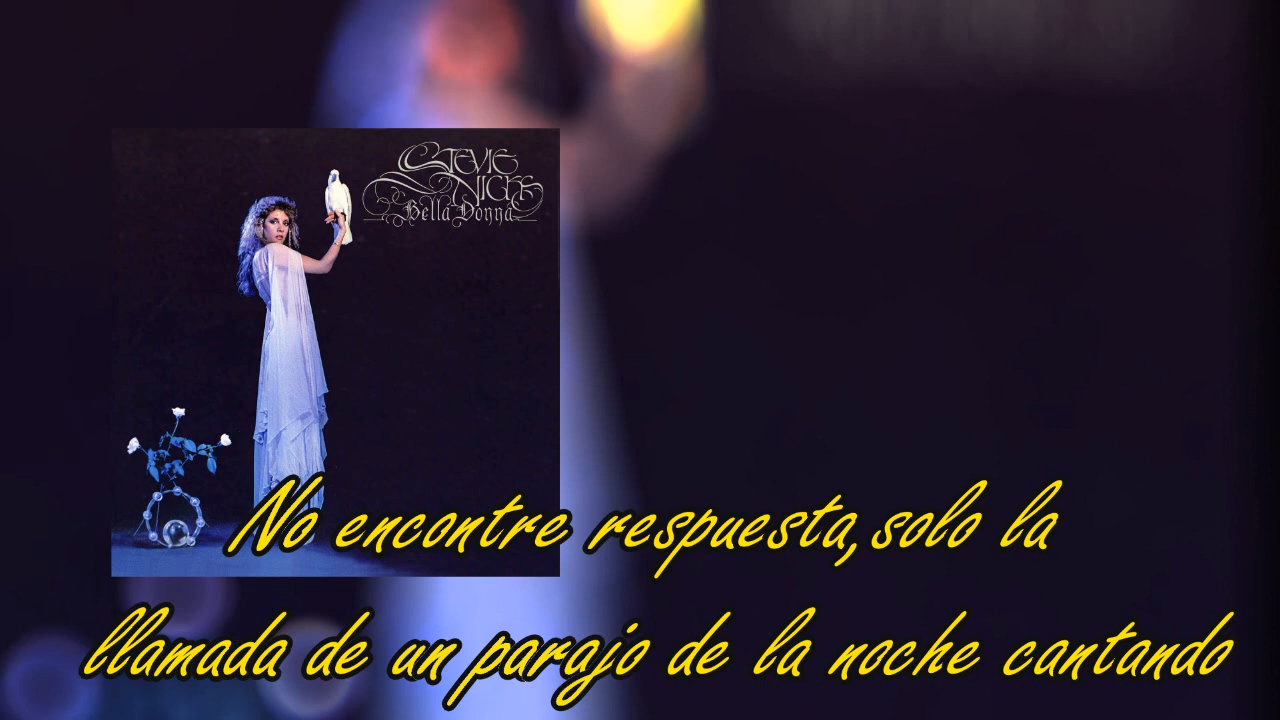 STEVIE
NICKS
Bella Donna
No encontre respuesta,solo la
llamada de un parajo de la noche cantando